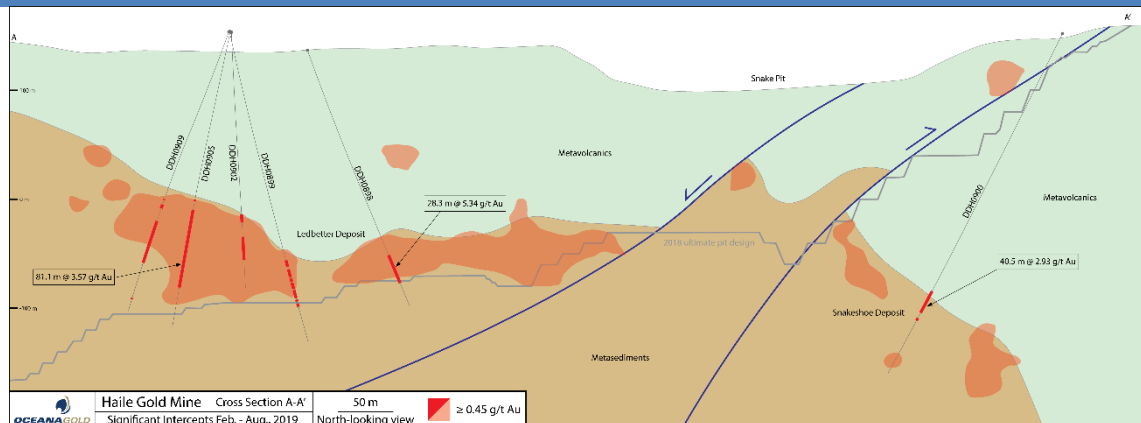 A
A'
Snake Pit
100 m
DDH0909
DDH0905
DDH0902
DDH0899
DDH0898
Metavolcanics
DDH0900
28.3 m @ 5.34 g/t Au
0 m
Metavolcanics
Ledbetter Deposit
2018 ultimate pit design
81.1 m @ 3.57 g/t Au
40.5 m @ 2.93 g/t Au
-100 m
Snakeshoe Deposit
Metasediments
Haile Gold Mine Cross Section A-A'
50 m
≥ 0.45 g/t Au
OCEANAGOLD
Significant Intercepts Feb. - Aug., 2019
North-looking view